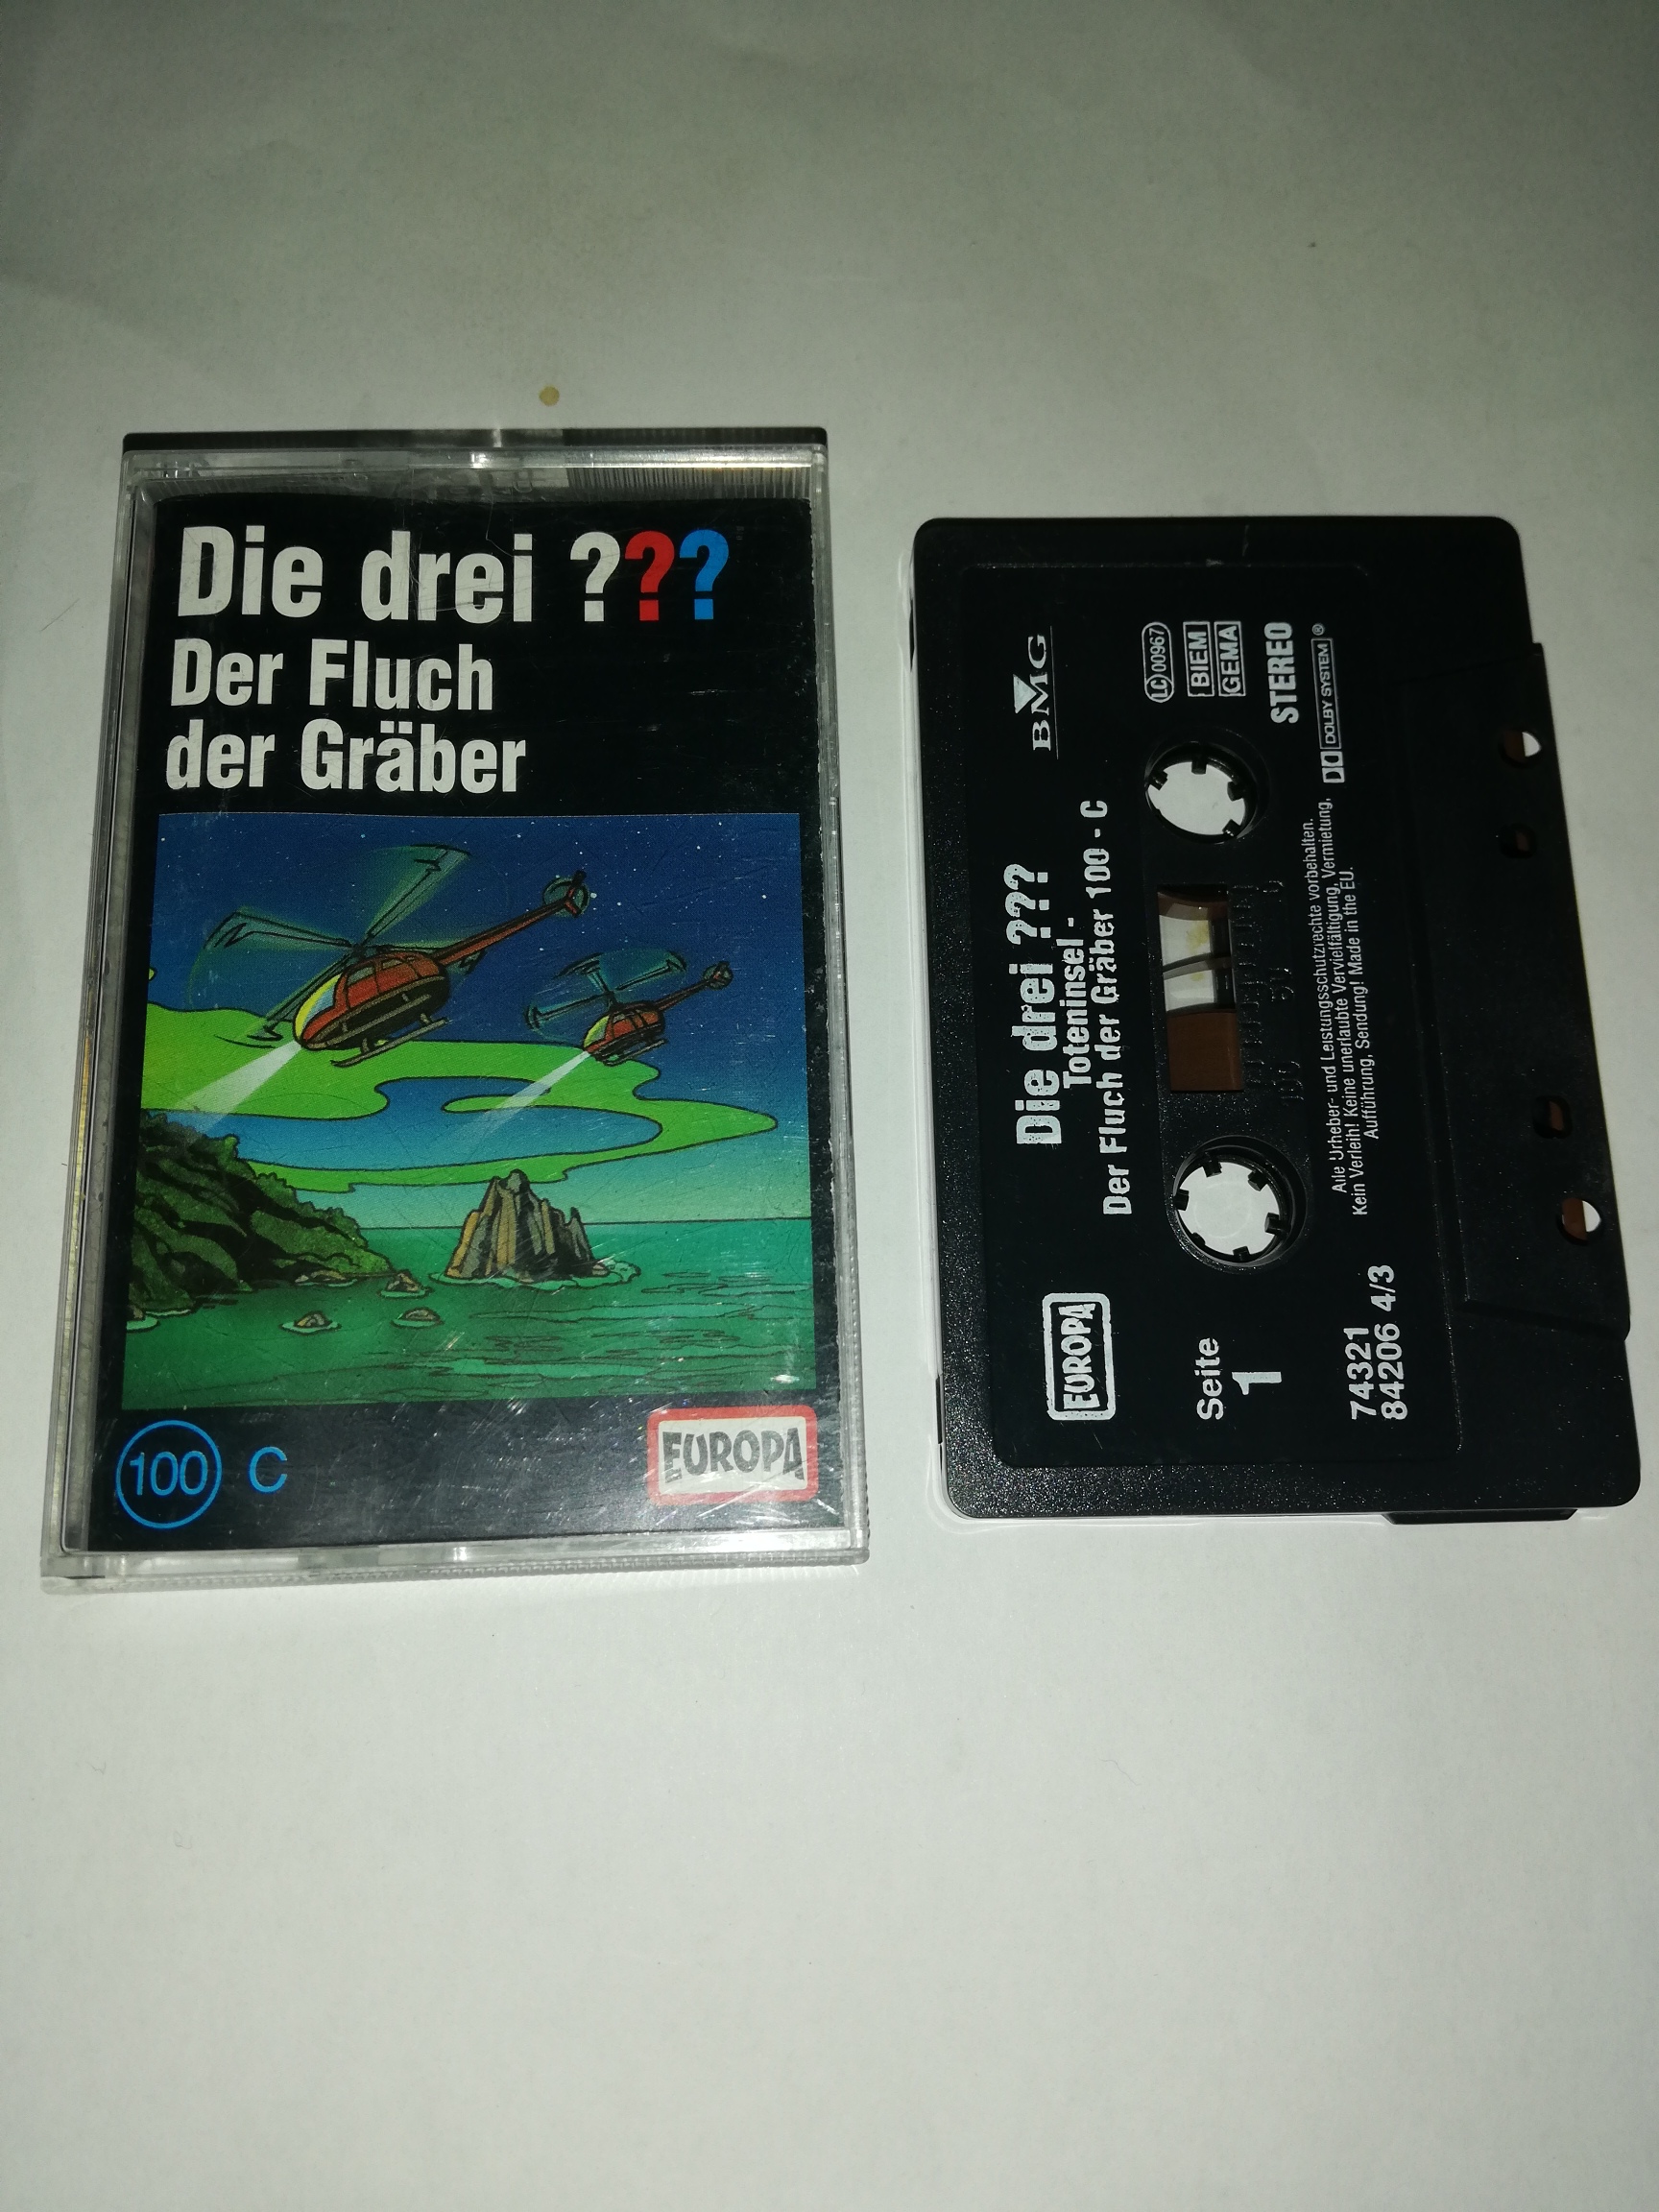 Die drei ???
Der Fluch
der Gräber
100 C
EUROPA
BMG
Die drei ???
Toteninsel -
Der Fluch der Gräber 100 - C
EUROPA
Seite
1
LC 00967
BIEM
GEMA
STEREO
DOLBY SYSTEM ®
Alle Urheber- und Leistungsschutzrechte vorbehalten.
Kein Verleih! Keine unerlaubte Vervielfältigung, Vermietung,
Aufführung, Sendung! Made in the EU.
74321
84206 4/3